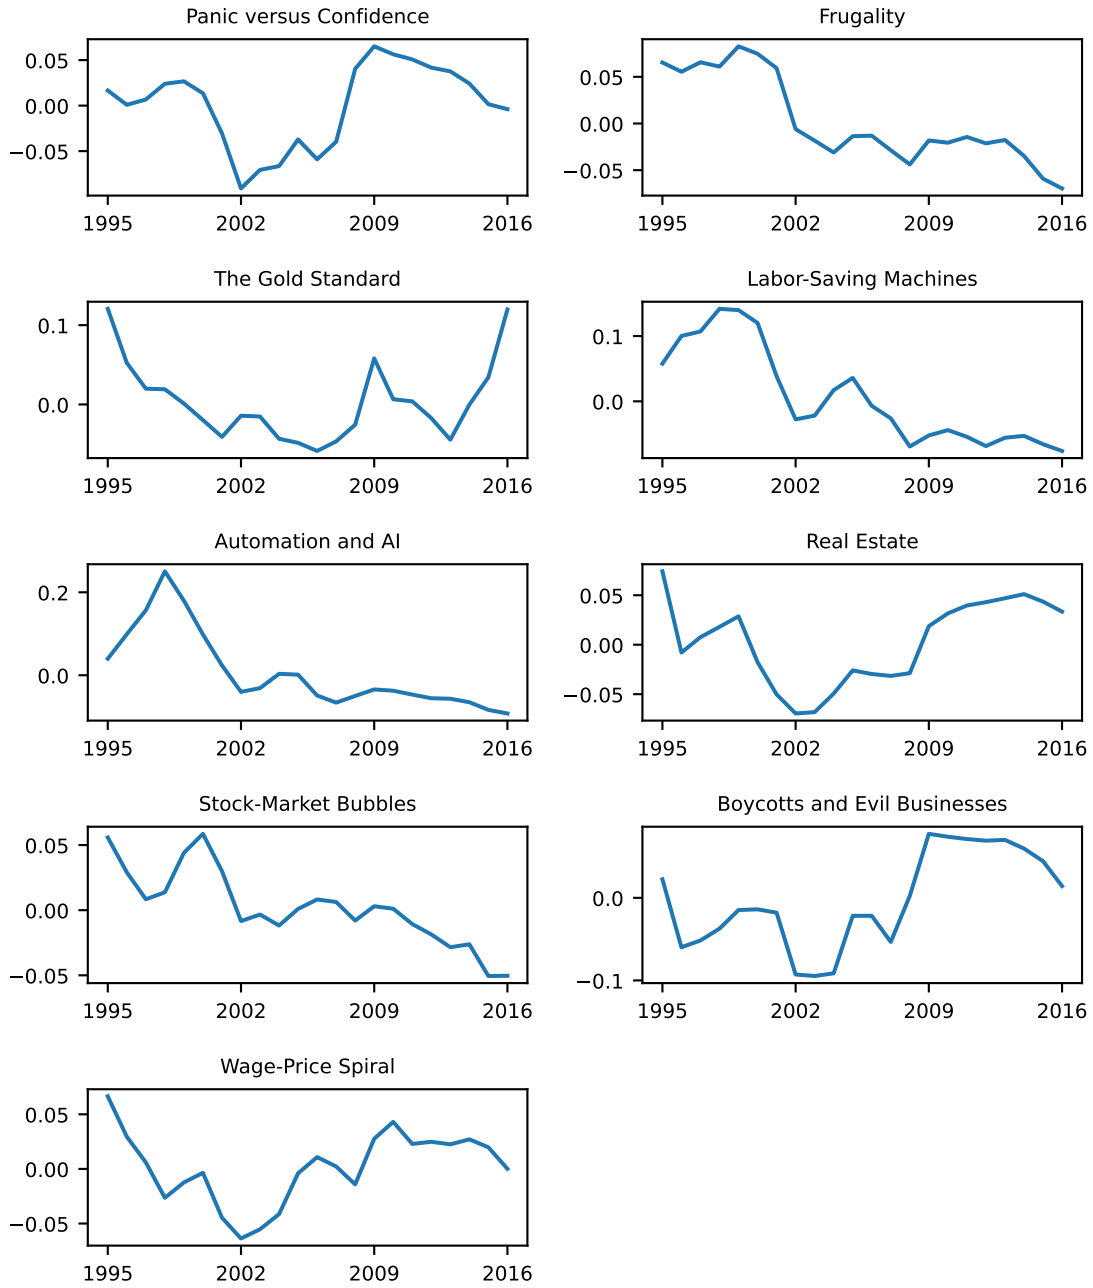 Panic versus Confidence
0.05
0.00
−0.05
1995 2002 2009 2016
Frugality
0.05
0.00
−0.05
1995 2002 2009 2016
The Gold Standard
0.1
0.0
1995 2002 2009 2016
Labor-Saving Machines
0.1
0.0
1995 2002 2009 2016
Automation and AI
0.2
0.0
1995 2002 2009 2016
Real Estate
0.05
0.00
−0.05
1995 2002 2009 2016
Stock-Market Bubbles
0.05
0.00
−0.05
1995 2002 2009 2016
Boycotts and Evil Businesses
0.0
−0.1
1995 2002 2009 2016
Wage-Price Spiral
0.05
0.00
−0.05
1995 2002 2009 2016